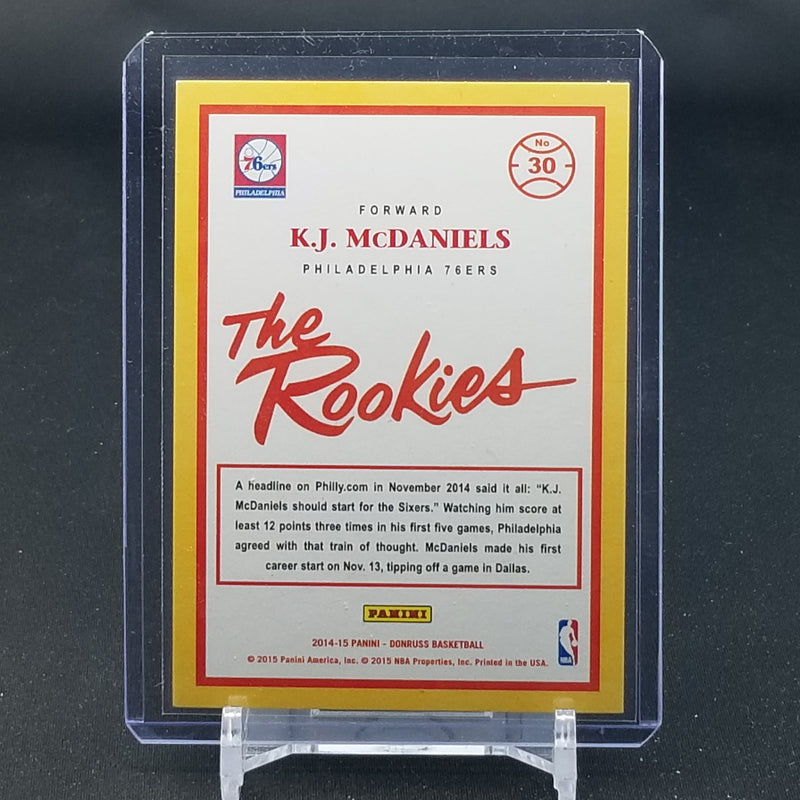 76ers
PHILADELPHIA
No
30
FORWARD
K.J. McDANIELS
PHILADELPHIA 76ERS
The
Rookies
A headline on Philly.com in November 2014 said it all: “K.J.
McDaniels should start for the Sixers.” Watching him score at
least 12 points three times in his first five games, Philadelphia
agreed with that train of thought. McDaniels made his first
career start on Nov. 13, tipping off a game in Dallas.
PANINI
2014-15 PANINI - DONRUSS BASKETBALL
© 2015 Panini America, Inc. © 2015 NBA Properties, Inc. Printed in the USA.
NBA